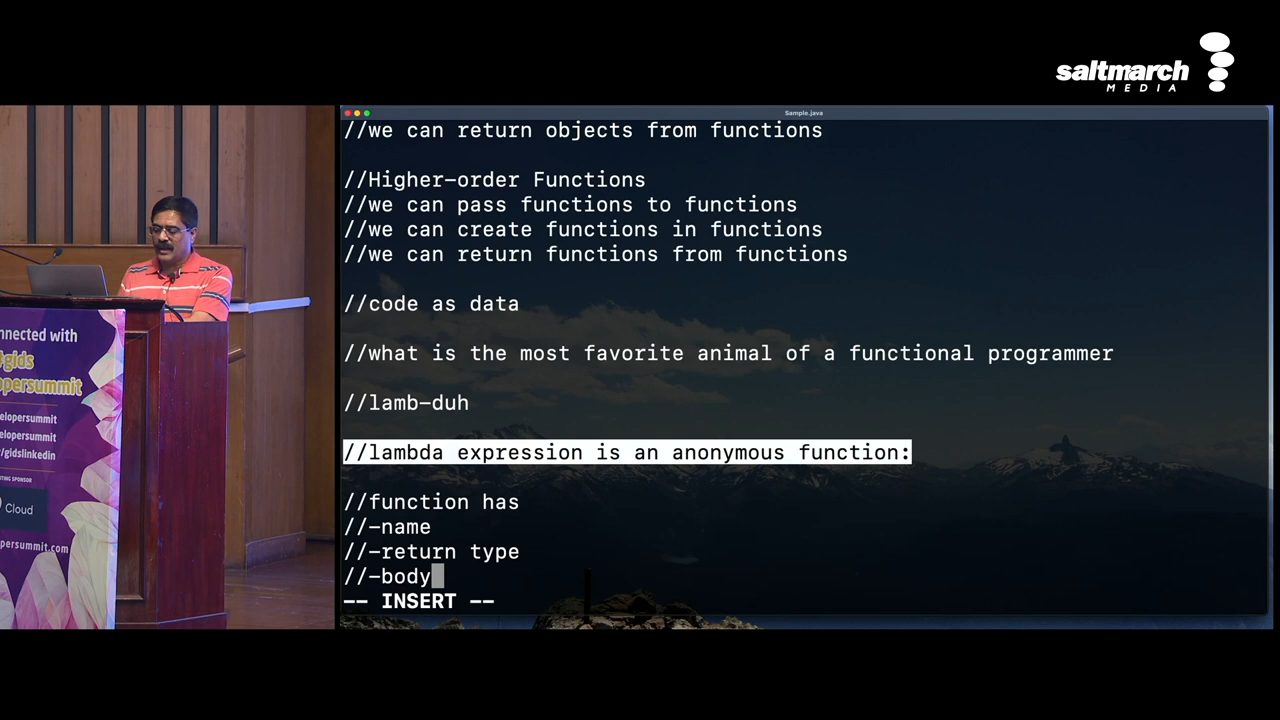 saltmarch
MEDIA
Sample.java
//we can return objects from functions
//Higher-order Functions
//we can pass functions to functions
//we can create functions in functions
//we can return functions from functions
//code as data
//what is the most favorite animal of a functional programmer
//lamb-duh
//lambda expression is an anonymous function:
//function has
//-name
//-return type
//-body
-- INSERT --
nnected with
#gids
opersummit
elopersummit
elopersummit
/gidslinkedin
SPONSOR
Cloud
persummit.com